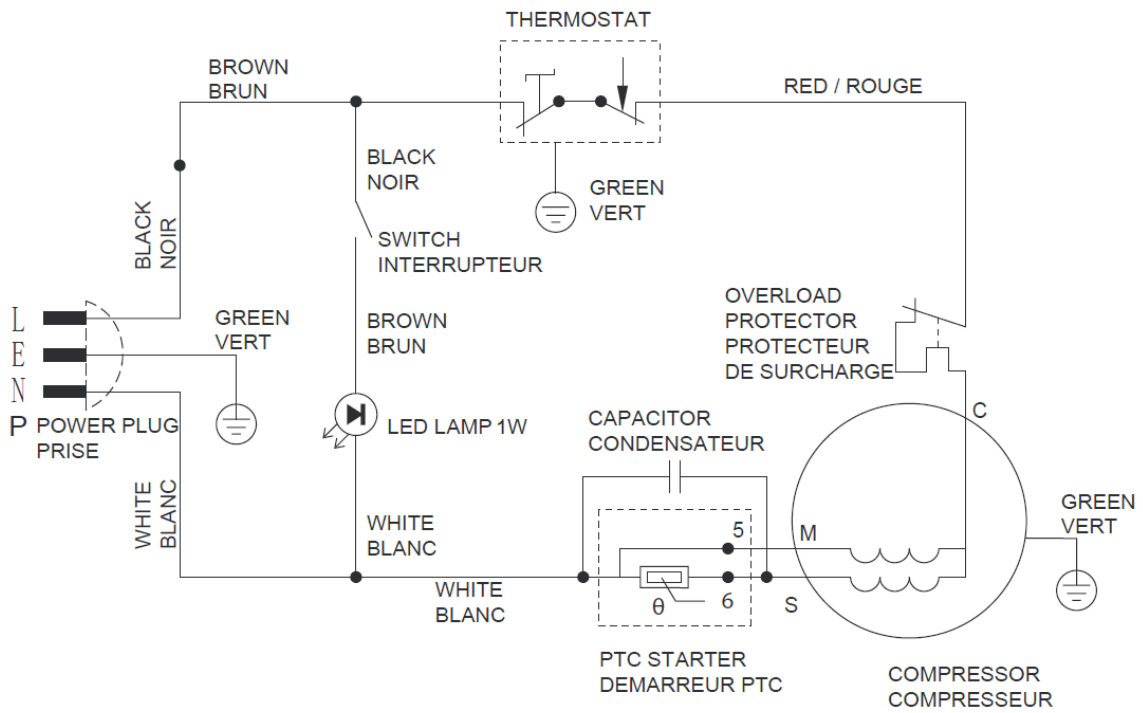 THERMOSTAT
BROWN
BRUN
RED / ROUGE
BLACK
NOIR
GREEN
VERT
BLACK
NOIR
SWITCH
INTERRUPTEUR
L
E
N
GREEN
VERT
BROWN
BRUN
OVERLOAD
PROTECTOR
PROTECTEUR
DE SURCHARGE
P POWER PLUG
PRISE
LED LAMP 1W
CAPACITOR
CONDENSATEUR
C
WHITE
BLANC
WHITE
BLANC
WHITE
BLANC
5
M
θ
6
S
GREEN
VERT
PTC STARTER
DEMARREUR PTC
COMPRESSOR
COMPRESSEUR